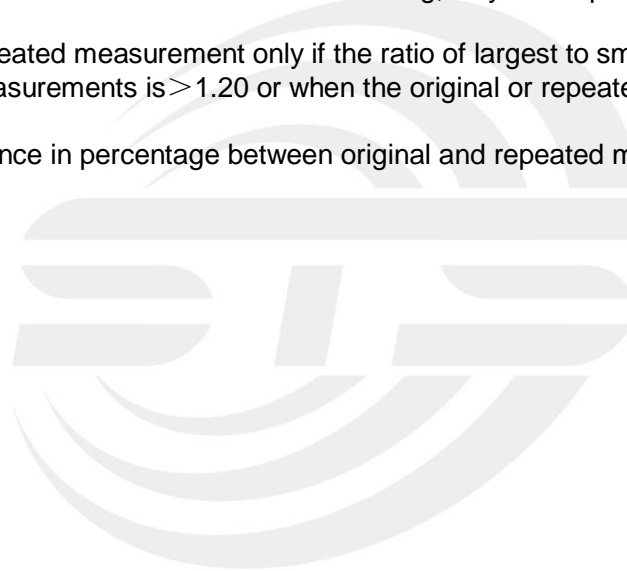 eated measurement only if the ratio of largest to sm
asurements is＞1.20 or when the original or repeate
nce in percentage between original and repeated m
STS